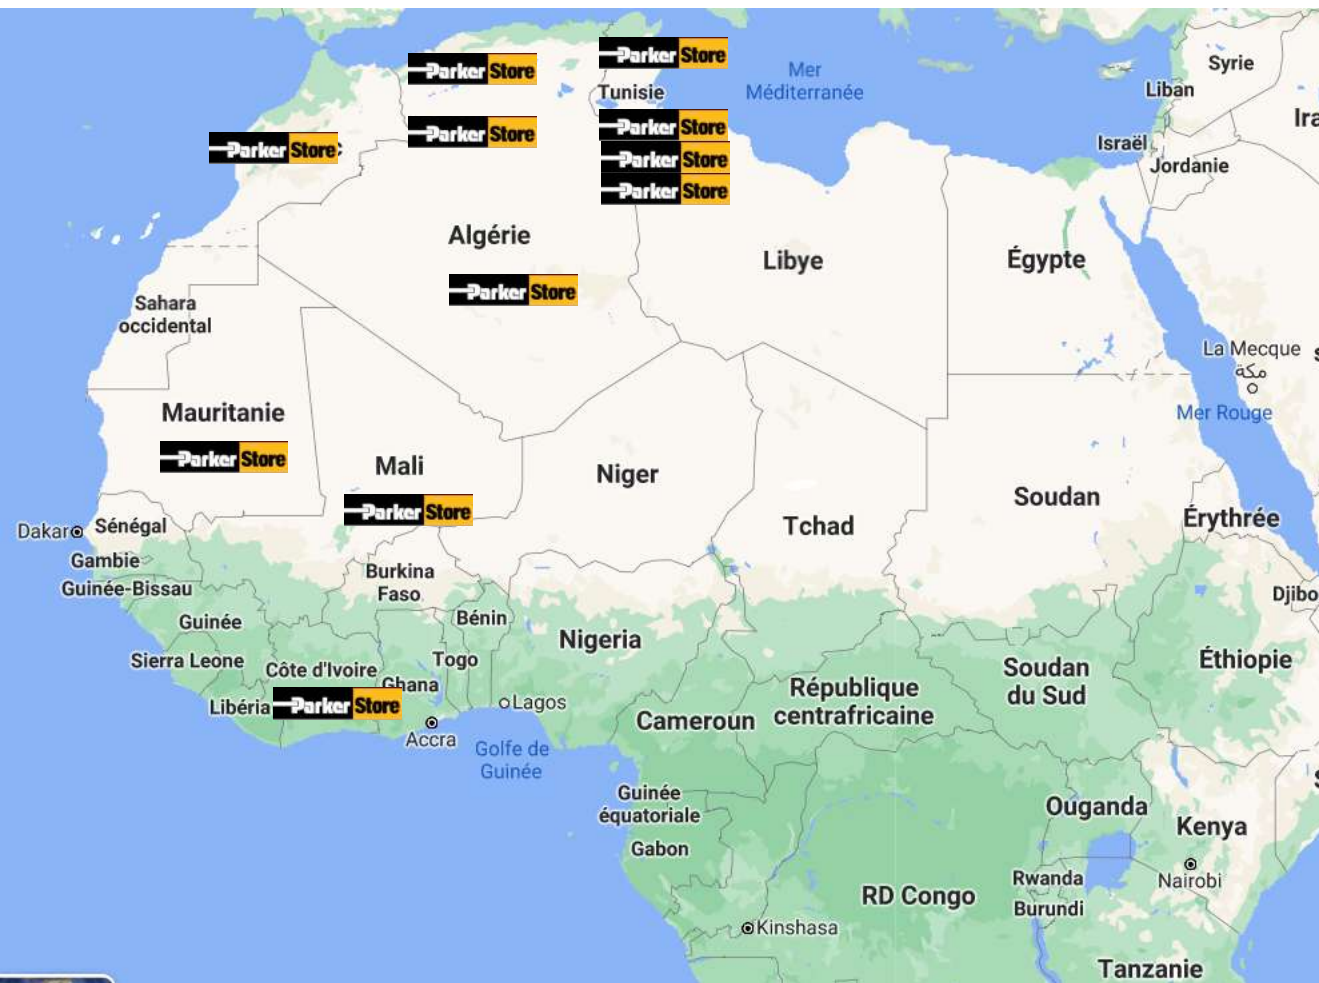 Parker Store
Syrie
Parker Store
Mer
Méditerranée
Tunisie
Liban
Parker Store
Ira
Parker Store
Parker Store
Israël
Parker Store
Jordanie
Parker Store
Algérie
Libye
Égypte
Parker Store
Sahara
occidental
La Mecque
مكة
Mauritanie
Mer Rouge
Parker Store
Mali
Niger
Soudan
Parker Store
Dakar
Sénégal
Tchad
Érythrée
Gambie
Burkina
Faso
Guinée-Bissau
Djibo
Guinée
Bénin
Nigeria
Sierra Leone
Côte d'Ivoire
Togo
Soudan
du Sud
Éthiopie
Ghana
République
centrafricaine
Libéria
Parker Store
Lagos
Cameroun
Accra
Golfe de
Guinée
Guinée
équatoriale
Ouganda
Kenya
Gabon
Rwanda
Nairobi
RD Congo
Burundi
Kinshasa
Tanzanie